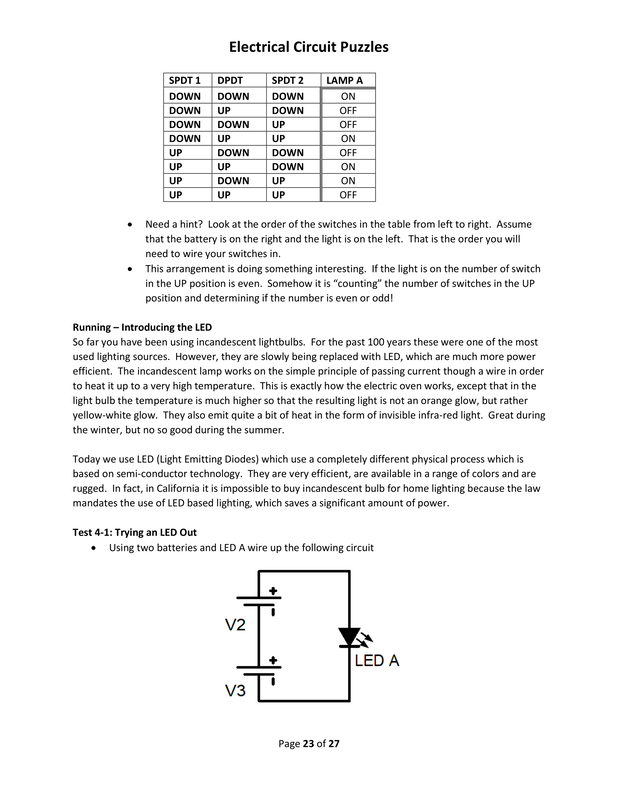 Electrical Circuit Puzzles
SPDT 1 DPDT SPDT 2 LAMP A
DOWN DOWN DOWN ON
DOWN UP DOWN OFF
DOWN DOWN UP OFF
DOWN UP UP ON
UP DOWN DOWN OFF
UP UP DOWN ON
UP DOWN UP ON
UP UP UP OFF
• Need a hint? Look at the order of the switches in the table from left to right. Assume
that the battery is on the right and the light is on the left. That is the order you will
need to wire your switches in.
• This arrangement is doing something interesting. If the light is on the number of switch
in the UP position is even. Somehow it is “counting” the number of switches in the UP
position and determining if the number is even or odd!
Running – Introducing the LED
So far you have been using incandescent lightbulbs. For the past 100 years these were one of the most
used lighting sources. However, they are slowly being replaced with LED, which are much more power
efficient. The incandescent lamp works on the simple principle of passing current though a wire in order
to heat it up to a very high temperature. This is exactly how the electric oven works, except that in the
light bulb the temperature is much higher so that the resulting light is not an orange glow, but rather
yellow-white glow. They also emit quite a bit of heat in the form of invisible infra-red light. Great during
the winter, but no so good during the summer.
Today we use LED (Light Emitting Diodes) which use a completely different physical process which is
based on semi-conductor technology. They are very efficient, are available in a range of colors and are
rugged. In fact, in California it is impossible to buy incandescent bulb for home lighting because the law
mandates the use of LED based lighting, which saves a significant amount of power.
Test 4-1: Trying an LED Out
• Using two batteries and LED A wire up the following circuit
+
V2
-
LED A
+
V3
-
Page 23 of 27